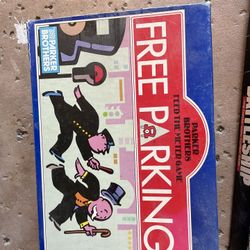 PARKER
BROTHERS
FREE PARKING
PARKER
BROTHERS
FEED THE METER GAME